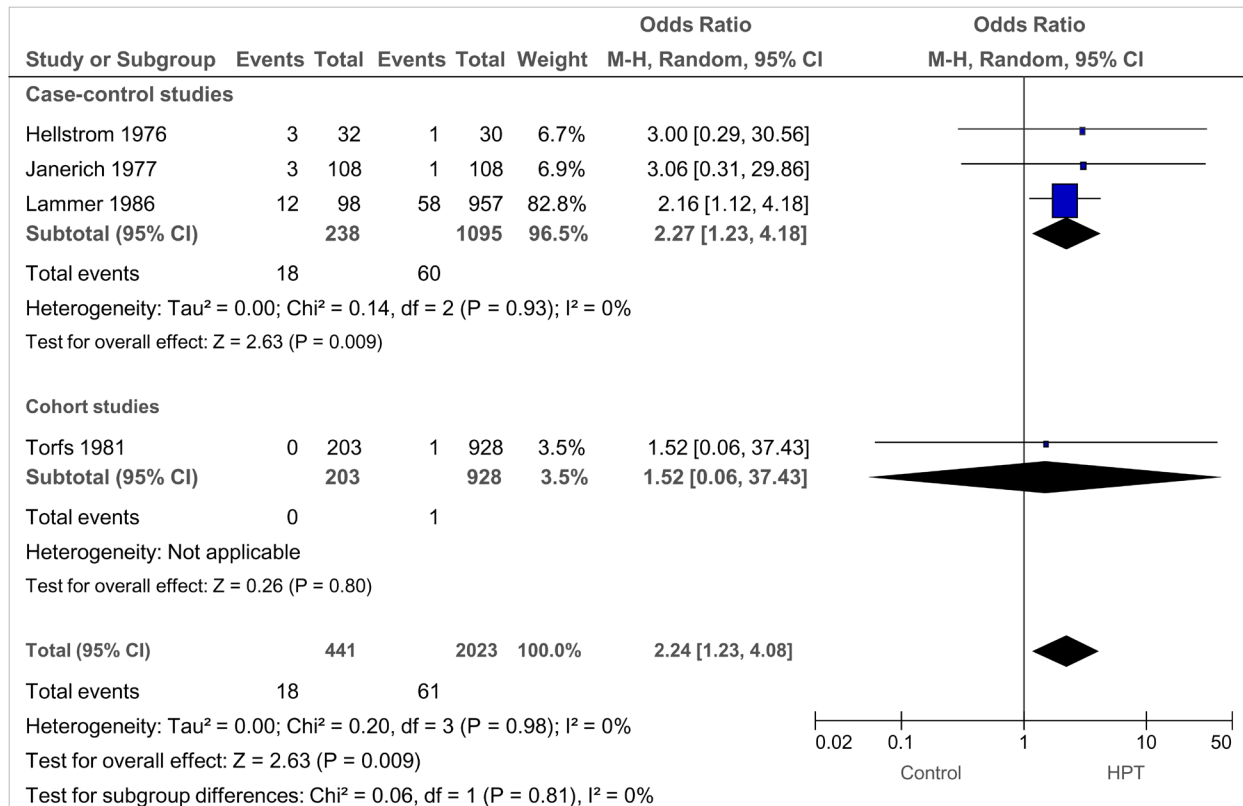 Odds Ratio Odds Ratio
Study or Subgroup Events Total Events Total Weight M-H, Random, 95% CI M-H, Random, 95% CI
Case-control studies
Hellstrom 1976 3 32 1 30 6.7% 3.00 [0.29, 30.56]
Janerich 1977 3 108 1 108 6.9% 3.06 [0.31, 29.86]
Lammer 1986 12 98 58 957 82.8% 2.16 [1.12, 4.18]
Subtotal (95% CI) 238 1095 96.5% 2.27 [1.23, 4.18]
Total events 18 60
Heterogeneity: Tau² = 0.00; Chi² = 0.14, df = 2 (P = 0.93); I² = 0%
Test for overall effect: Z = 2.63 (P = 0.009)
Cohort studies
Torfs 1981 0 203 1 928 3.5% 1.52 [0.06, 37.43]
Subtotal (95% CI) 203 928 3.5% 1.52 [0.06, 37.43]
Total events 0 1
Heterogeneity: Not applicable
Test for overall effect: Z = 0.26 (P = 0.80)
Total (95% CI) 441 2023 100.0% 2.24 [1.23, 4.08]
Total events 18 61
Heterogeneity: Tau² = 0.00; Chi² = 0.20, df = 3 (P = 0.98); I² = 0%
Test for overall effect: Z = 2.63 (P = 0.009)
Test for subgroup differences: Chi² = 0.06, df = 1 (P = 0.81), I² = 0%
0.02 0.1 1 10 50
Control HPT